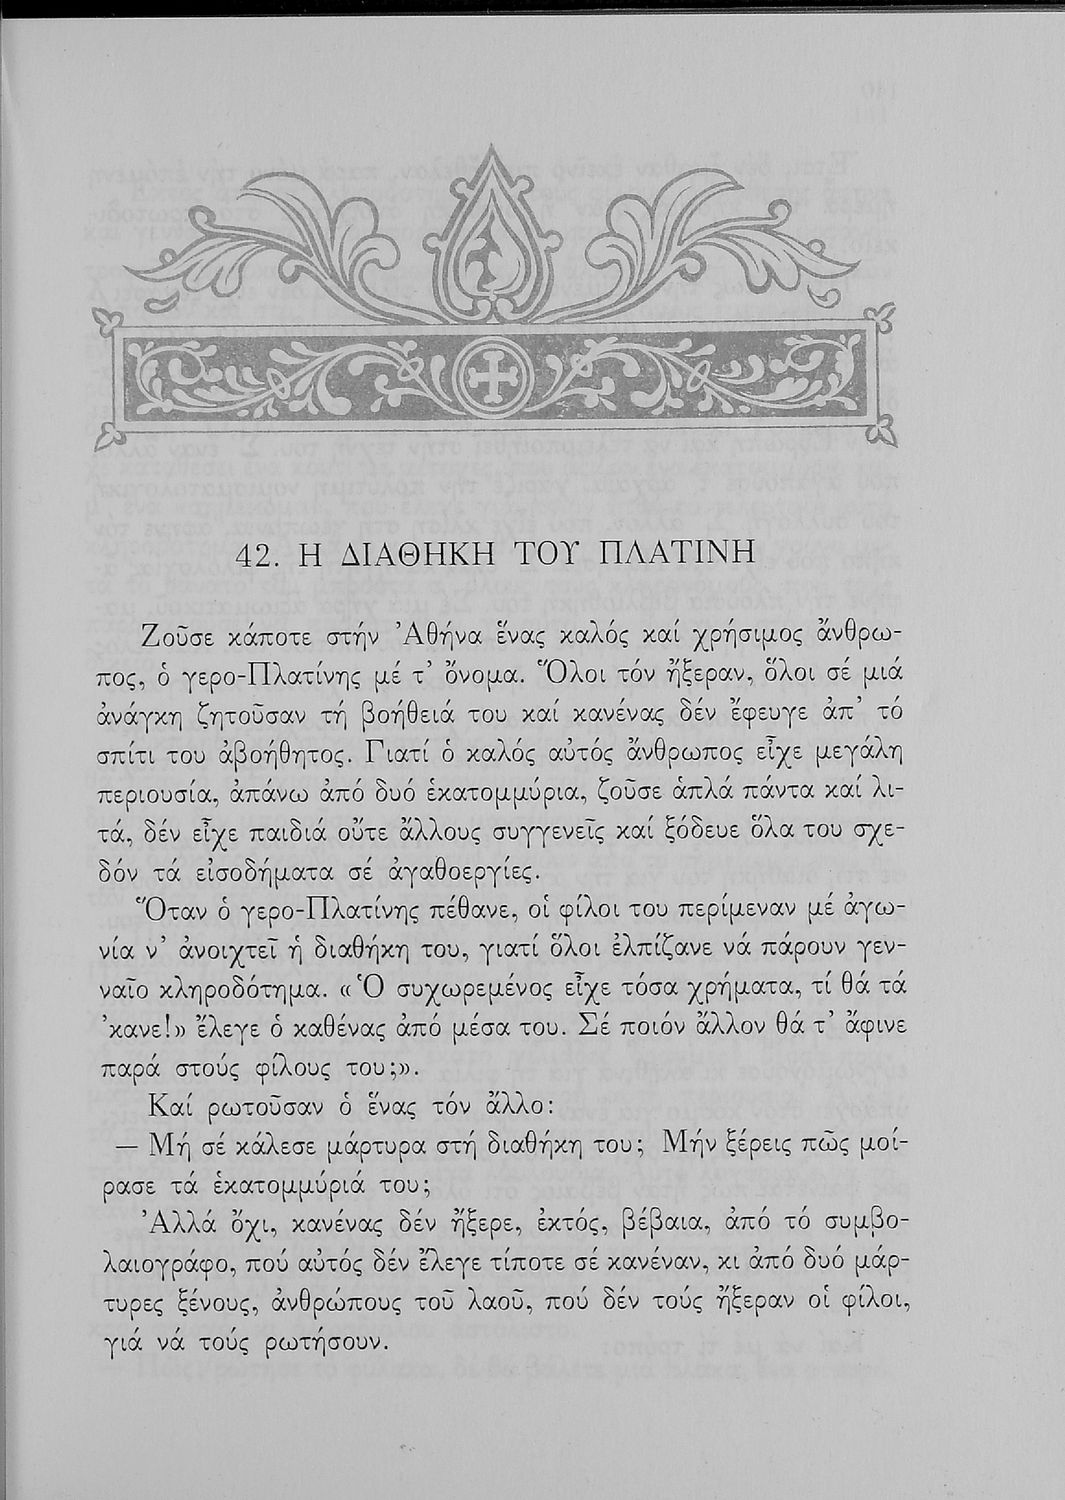 42. Η ΔΙΑΘΗΚΗ ΤΟΥ ΠΛΑΤΙΝΗ
Ζοῦσε κάποτε στήν Ἀθήνα ἕνας καλός καί χρήσιμος ἄνθρω-
πος, ὁ γερο-Πλατίνης μέ τ’ ὄνομα. Ὅλοι τόν ἤξεραν, ὅλοι σέ μιά
ἀνάγκη ζητοῦσαν τή βοήθειά του καί κανένας δέν ἔφευγε ἀπ’ τό
σπίτι του ἀβοήθητος. Γιατί ὁ καλός αὐτός ἄνθρωπος εἶχε μεγάλη
περιουσία, ἀπάνω ἀπό δυό ἑκατομμύρια, ζοῦσε ἁπλά πάντα καί λι-
τά, δέν εἶχε παιδιά οὔτε ἄλλους συγγενεῖς καί ξόδευε ὅλα του σχε-
δόν τά εἰσοδήματα σέ ἀγαθοεργίες.
Ὅταν ὁ γερο-Πλατίνης πέθανε, οἱ φίλοι του περίμεναν μέ ἀγω-
νία ν’ ἀνοιχτεῖ ἡ διαθήκη του, γιατί ὅλοι ἐλπίζανε νά πάρουν γεν-
ναῖο κληροδότημα. «Ὁ συχωρεμένος εἶχε τόσα χρήματα, τί θά τά
’κανε!» ἔλεγε ὁ καθένας ἀπό μέσα του. Σέ ποιόν ἄλλον θά τ’ ἄφινε
παρά στούς φίλους του;».
Καί ρωτοῦσαν ὁ ἕνας τόν ἄλλο:
— Μή σέ κάλεσε μάρτυρα στή διαθήκη του; Μήν ξέρεις πῶς μοί-
ρασε τά ἑκατομμύριά του;
Ἀλλά ὄχι, κανένας δέν ἤξερε, ἐκτός, βέβαια, ἀπό τό συμβο-
λαιογράφο, πού αὐτός δέν ἔλεγε τίποτε σέ κανέναν, κι ἀπό δυό μάρ-
τυρες ξένους, ἀνθρώπους τοῦ λαοῦ, πού δέν τούς ἤξεραν οἱ φίλοι,
γιά νά τούς ρωτήσουν.